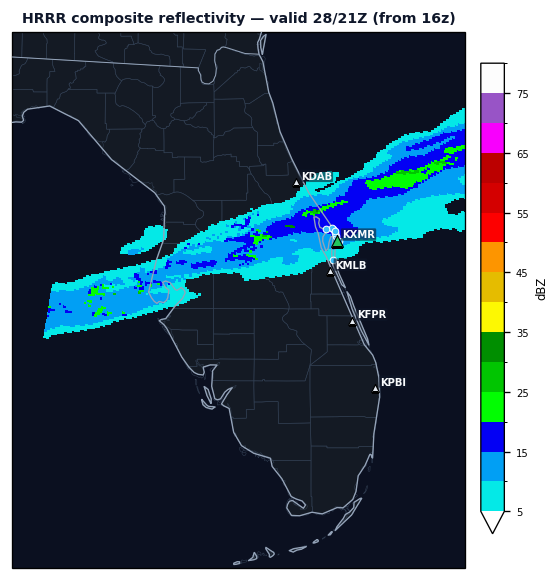 HRRR composite reflectivity — valid 28/21Z (from 16z)
KDAB
KXMR
KMLB
KFPR
KPBI
75
65
55
45
35
25
15
5
dBZ